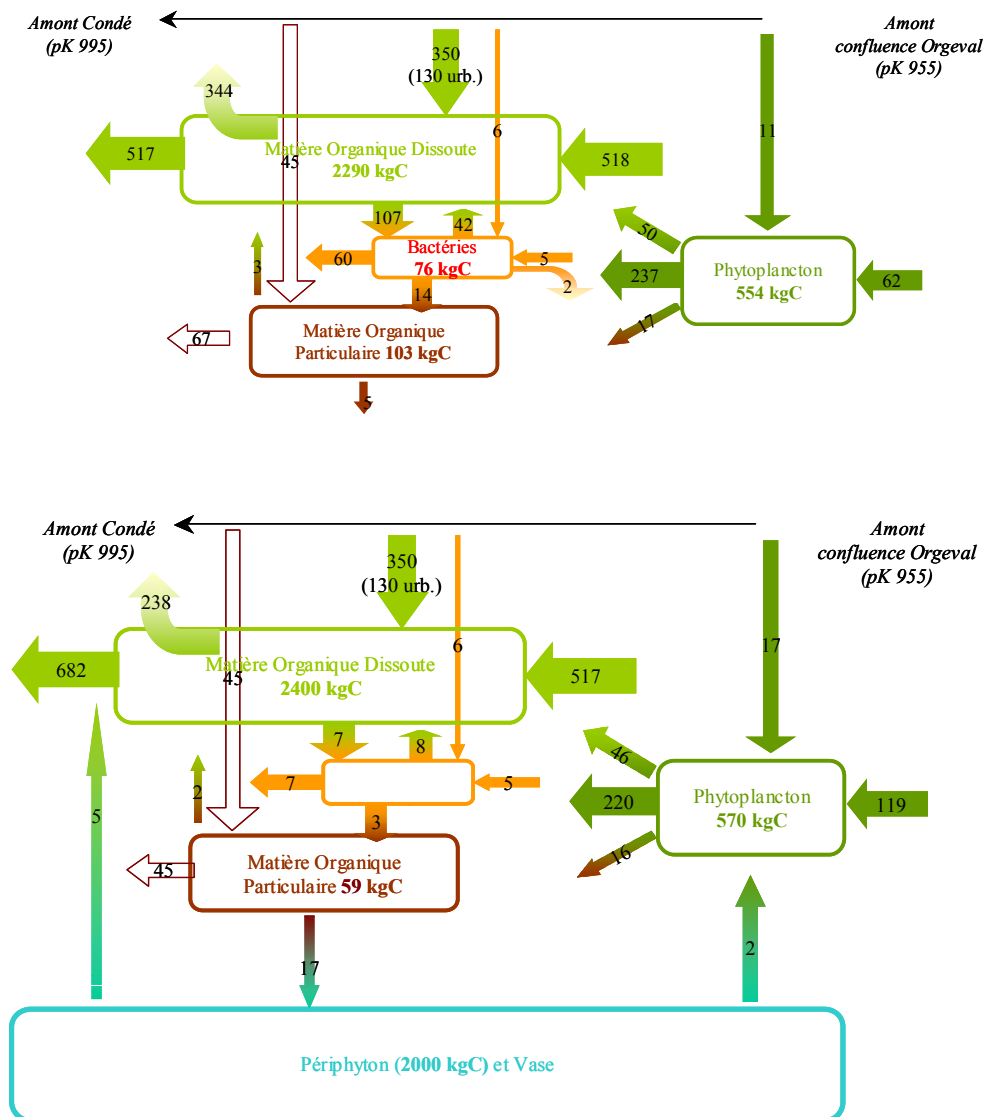 Amont Condé
(pK 995)
Amont
confluence Orgeval
(pK 955)
350
(130 urb.)
344
6
11
517
45
Matière Organique Dissoute
2290 kgC
518
107
42
50
3
60
Bactéries
76 kgC
5
2
237
Phytoplancton
554 kgC
62
14
17
67
Matière Organique
Particulaire 103 kgC
5
Amont Condé
(pK 995)
Amont
confluence Orgeval
(pK 955)
350
(130 urb.)
238
6
17
682
45
Matière Organique Dissoute
2400 kgC
517
7
8
46
2
7
5
220
Phytoplancton
570 kgC
119
5
3
16
45
Matière Organique
Particulaire 59 kgC
17
2
Périphyton (2000 kgC) et Vase